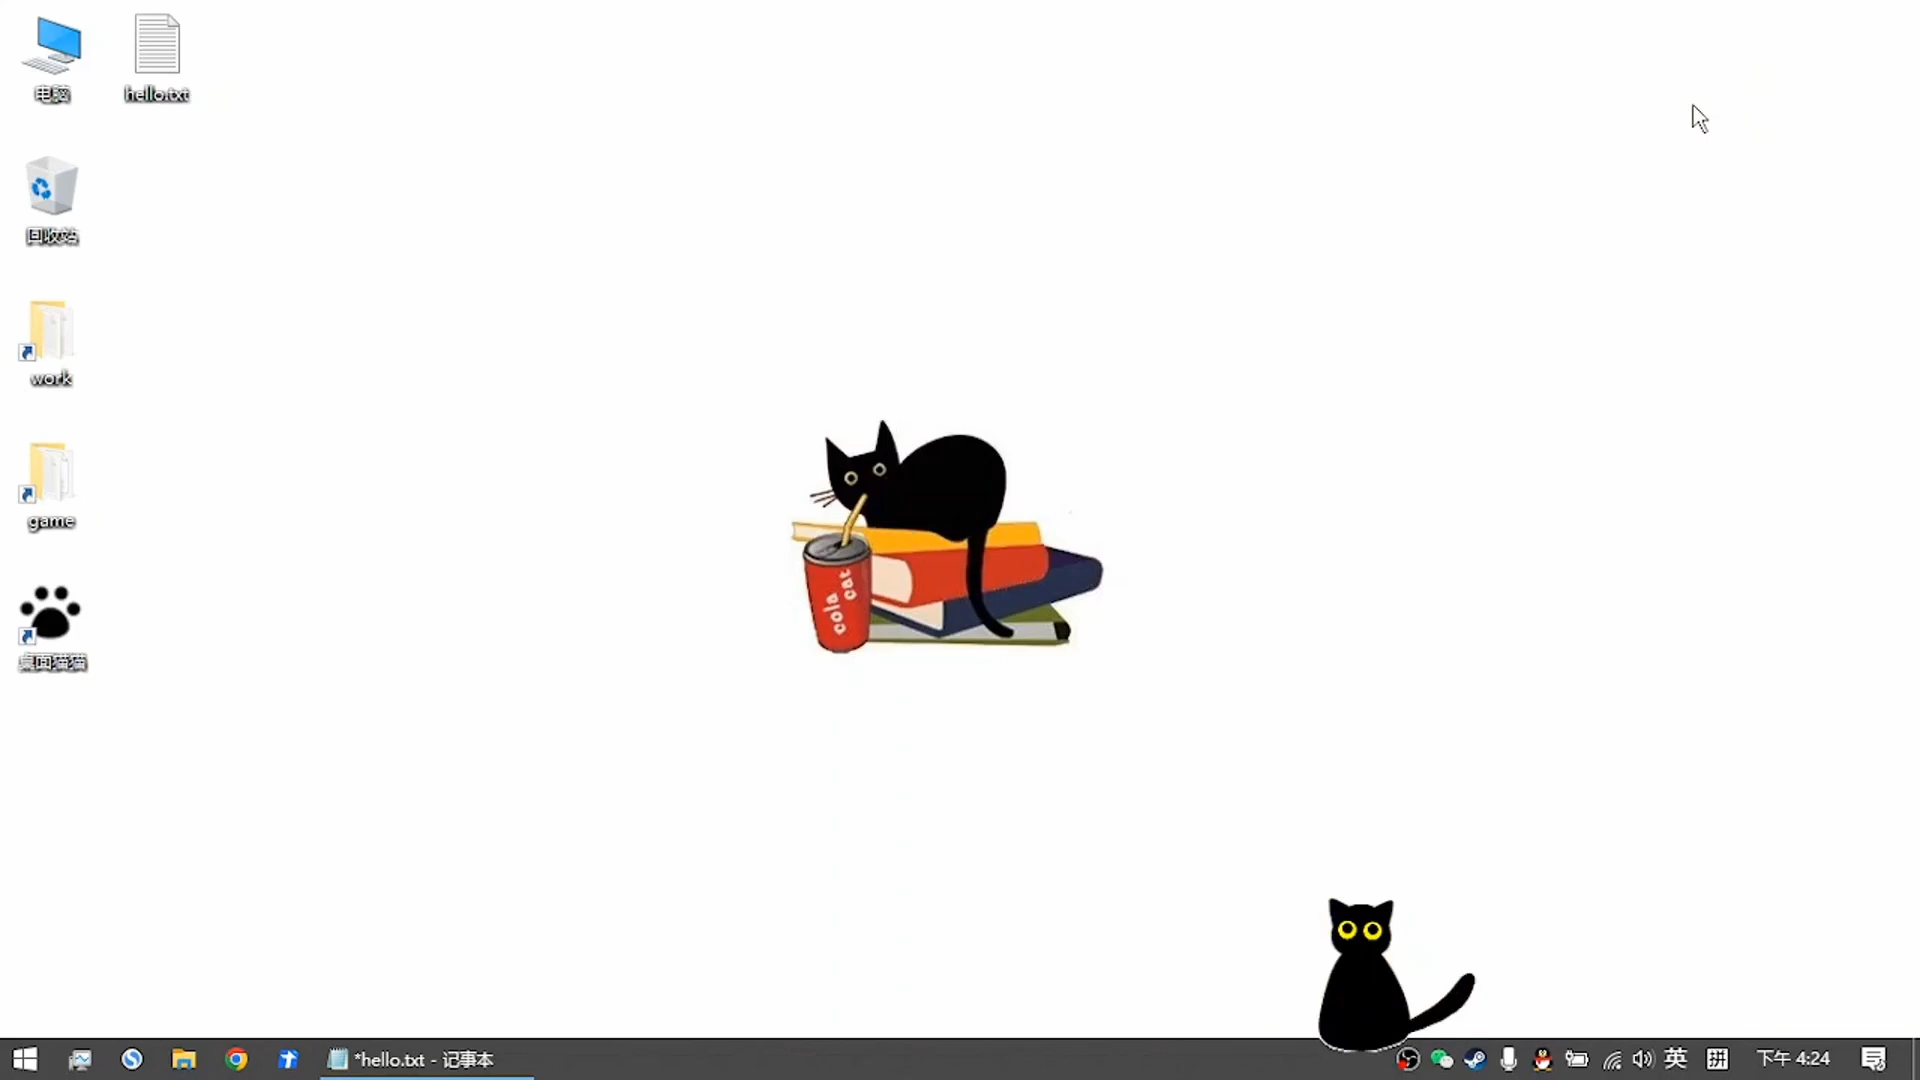 电脑
hello.txt
回收站
work
game
桌面猫猫
cola
cat
*hello.txt - 记事本
英
拼
下午 4:24